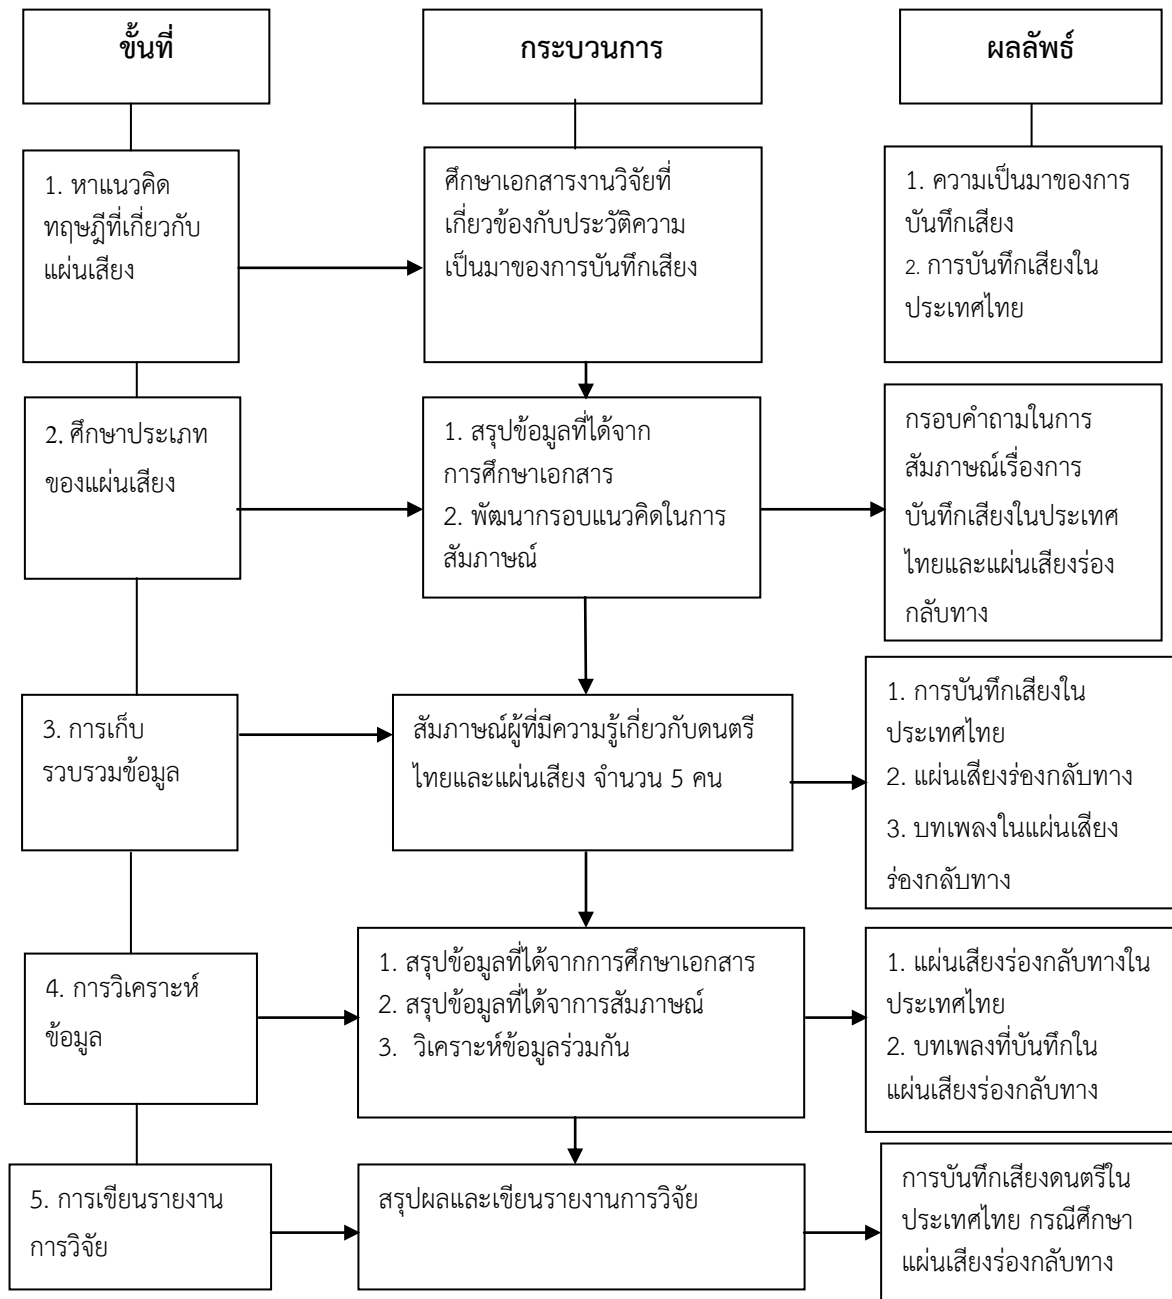 ขั้นที่
กระบวนการ
ผลลัพธ์
1. หาแนวคิด
ทฤษฎีที่เกี่ยวกับ
แผ่นเสียง
ศึกษาเอกสารงานวิจัยที่
เกี่ยวข้องกับประวัติความ
เป็นมาของการบันทึกเสียง
1. ความเป็นมาของการ
บันทึกเสียง
2. การบันทึกเสียงใน
ประเทศไทย
2. ศึกษาประเภท
ของแผ่นเสียง
1. สรุปข้อมูลที่ได้จาก
การศึกษาเอกสาร
2. พัฒนากรอบแนวคิดในการ
สัมภาษณ์
กรอบคำถามในการ
สัมภาษณ์เรื่องการ
บันทึกเสียงในประเทศ
ไทยและแผ่นเสียงร่อง
กลับทาง
3. การเก็บ
รวบรวมข้อมูล
สัมภาษณ์ผู้ที่มีความรู้เกี่ยวกับดนตรี
ไทยและแผ่นเสียง จำนวน 5 คน
1. การบันทึกเสียงใน
ประเทศไทย
2. แผ่นเสียงร่องกลับทาง
3. บทเพลงในแผ่นเสียง
ร่องกลับทาง
4. การวิเคราะห์
ข้อมูล
1. สรุปข้อมูลที่ได้จากการศึกษาเอกสาร
2. สรุปข้อมูลที่ได้จาการสัมภาษณ์
3. วิเคราะห์ข้อมูลร่วมกัน
1. แผ่นเสียงร่องกลับทางใน
ประเทศไทย
2. บทเพลงที่บันทึกใน
แผ่นเสียงร่องกลับทาง
5. การเขียนรายงาน
การวิจัย
สรุปผลและเขียนรายงานการวิจัย
การบันทึกเสียงดนตรีใน
ประเทศไทย กรณีศึกษา
แผ่นเสียงร่องกลับทาง